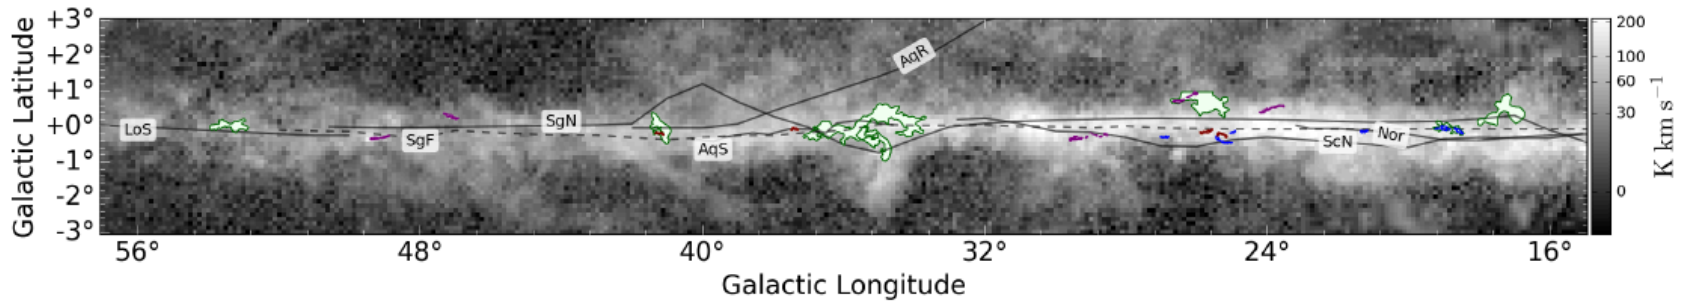 Galactic Latitude
+3°
+2°
+1°
+0°
-1°
-2°
-3°
LoS
SgF
SgN
AqS
AqR
ScN
Nor
56°
48°
40°
32°
24°
16°
Galactic Longitude
200
100
60
30
0
K km s⁻¹